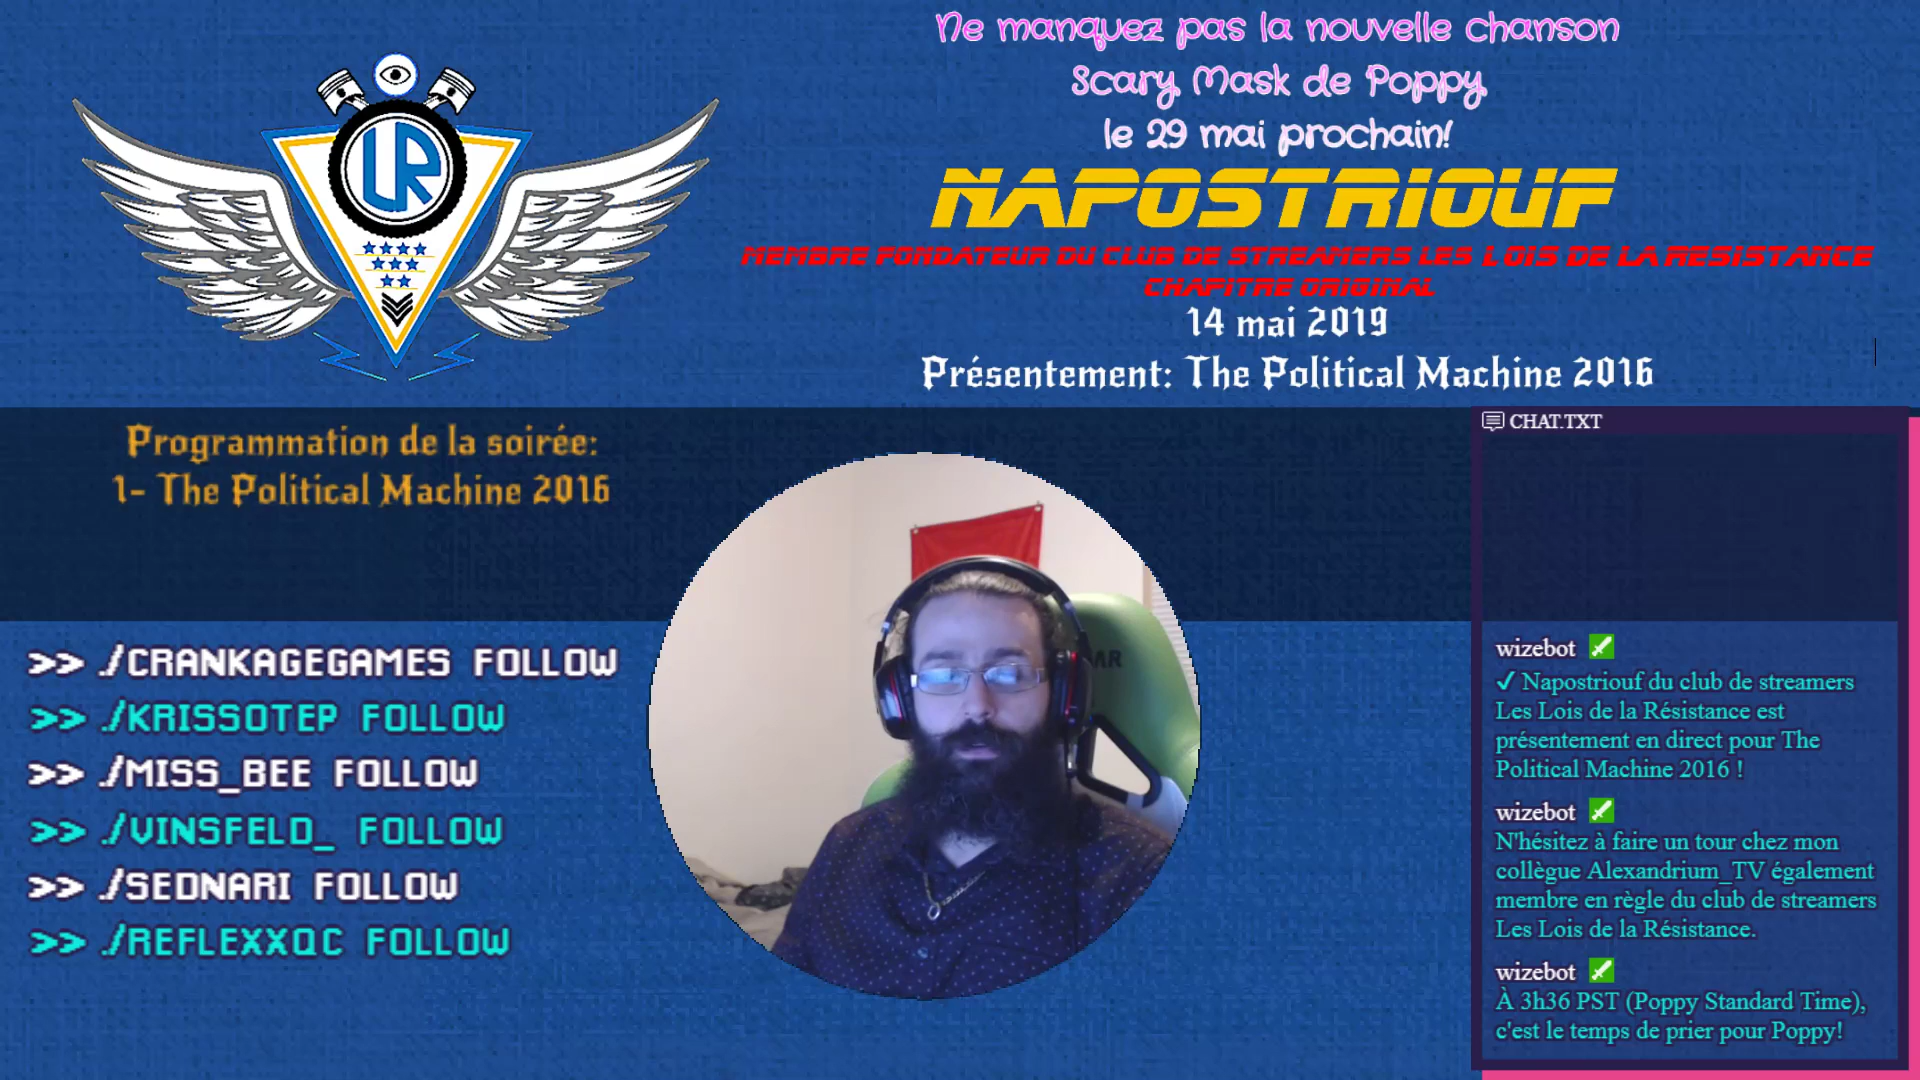 Ne manquez pas la nouvelle chanson
Scary Mask de Poppy
le 29 mai prochain!
NAPOSTRIOUF
MEMBRE FONDATEUR DU CLUB DE STREAMERS LES LOIS DE LA RESISTANCE
CHAPITRE ORIGINAL
14 mai 2019
Présentement: The Political Machine 2016
LR
Programmation de la soirée:
1- The Political Machine 2016
>> ./CRANKAGEGAMES FOLLOW
>> ./KRISSOTEP FOLLOW
>> ./MISS_BEE FOLLOW
>> ./VINSFELD_ FOLLOW
>> ./SEDNARI FOLLOW
>> ./REFLEXXQC FOLLOW
CHAT.TXT
wizebot
✓ Napostriouf du club de streamers
Les Lois de la Résistance est
présentement en direct pour The
Political Machine 2016 !
wizebot
N'hésitez à faire un tour chez mon
collègue Alexandrium_TV également
membre en règle du club de streamers
Les Lois de la Résistance.
wizebot
À 3h36 PST (Poppy Standard Time),
c'est le temps de prier pour Poppy!